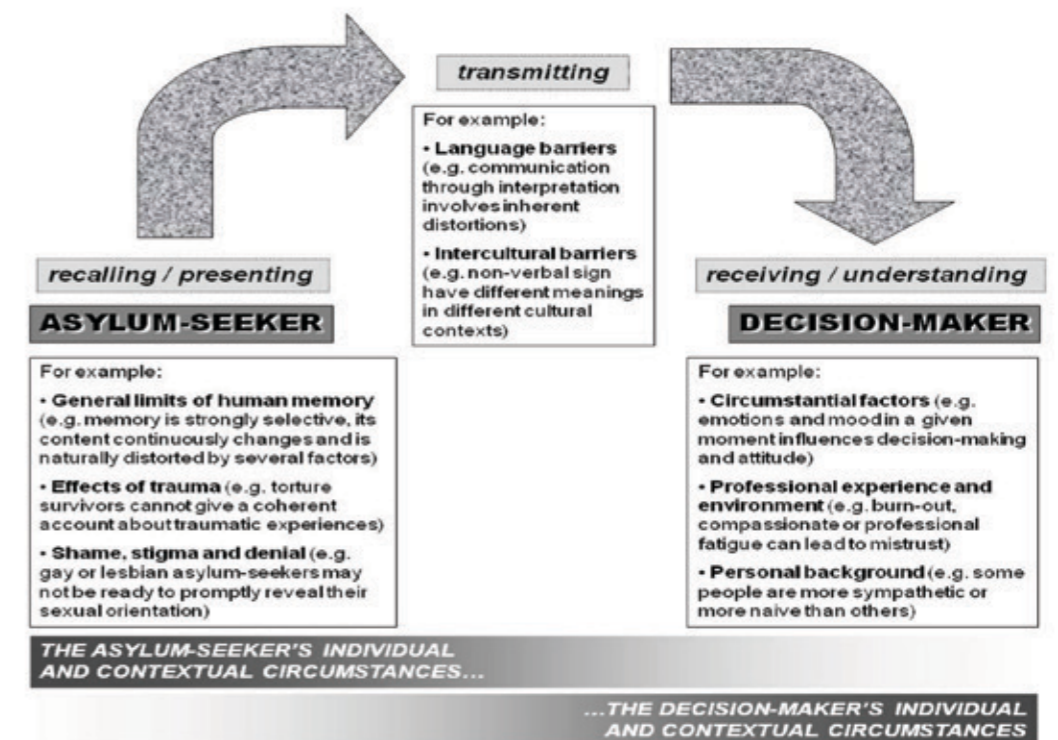 transmitting
For example:
• Language barriers
(e.g. communication
through interpretation
involves inherent
distortions)
• Intercultural barriers
(e.g. non-verbal sign
have different meanings
in different cultural
contexts)
recalling / presenting
ASYLUM-SEEKER
For example:
• General limits of human memory
(e.g. memory is strongly selective, its
content continuously changes and is
naturally distorted by several factors)
• Effects of trauma (e.g. torture
survivors cannot give a coherent
account about traumatic experiences)
• Shame, stigma and denial (e.g.
gay or lesbian asylum-seekers may
not be ready to promptly reveal their
sexual orientation)
receiving / understanding
DECISION-MAKER
For example:
• Circumstantial factors (e.g.
emotions and mood in a given
moment influences decision-making
and attitude)
• Professional experience and
environment (e.g. burn-out,
compassionate or professional
fatigue can lead to mistrust)
• Personal background (e.g. some
people are more sympathetic or
more naive than others)
THE ASYLUM-SEEKER'S INDIVIDUAL
AND CONTEXTUAL CIRCUMSTANCES...
...THE DECISION-MAKER'S INDIVIDUAL
AND CONTEXTUAL CIRCUMSTANCES